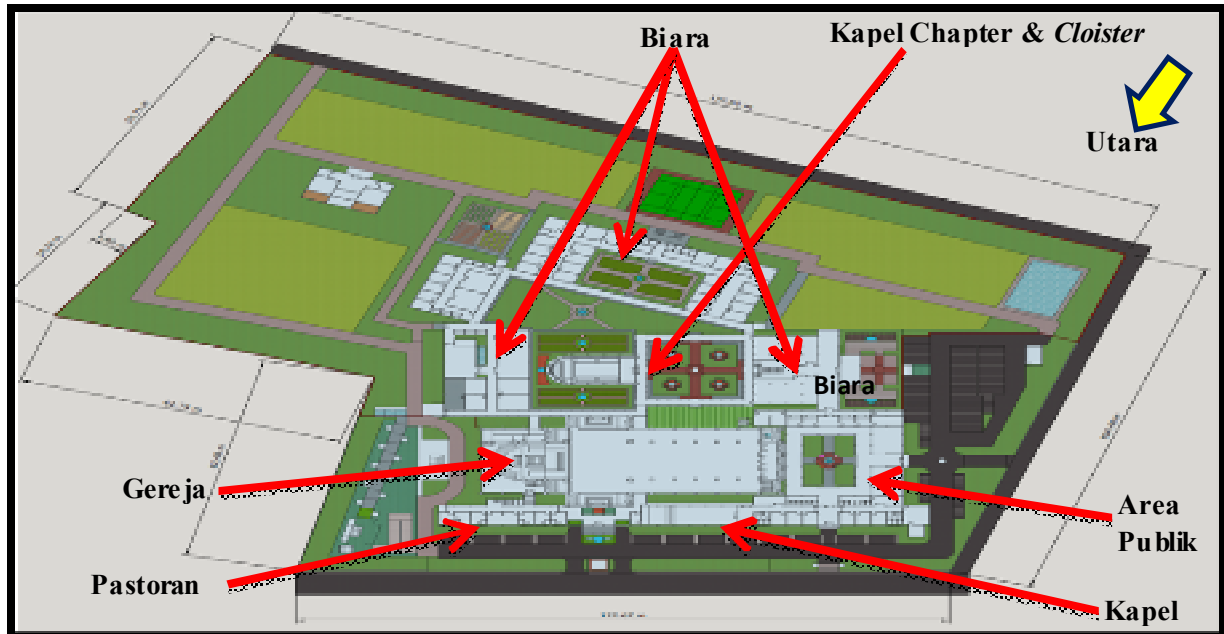 Biara
Kapel Chapter & Cloister
Utara
Biara
Gereja
Area
Publik
Pastoran
Kapel